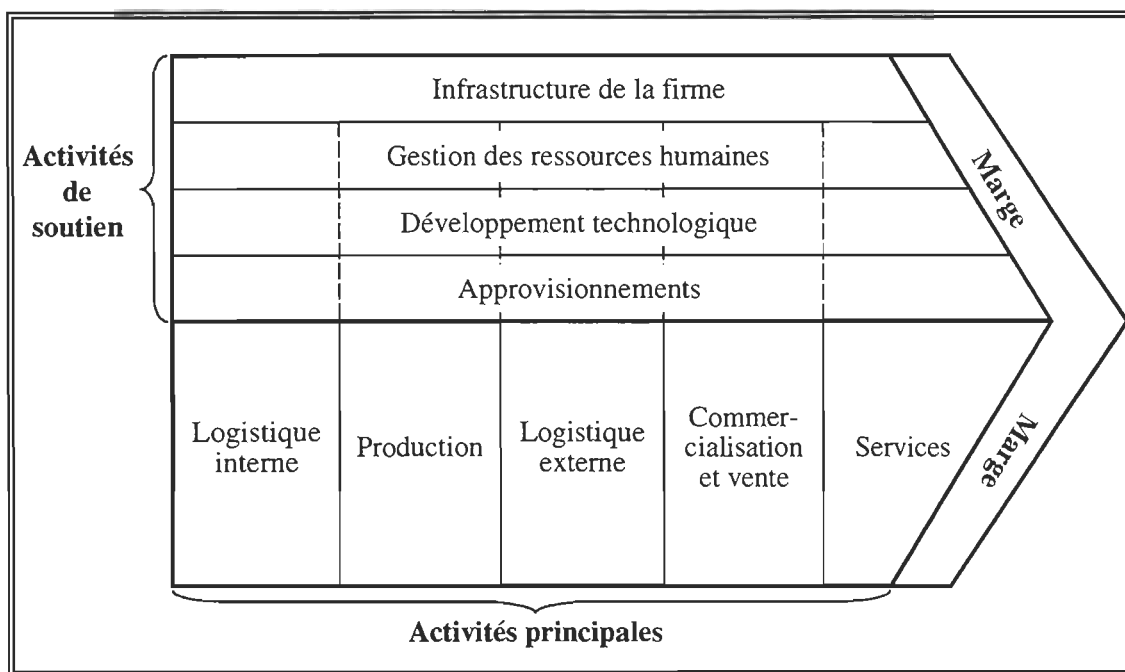 Infrastructure de la firme
Activités
de
soutien
Gestion des ressources humaines
Développement technologique
Approvisionnements
Marge
Logistique
interne
Production
Logistique
externe
Commer-
cialisation
et vente
Services
Marge
Activités principales